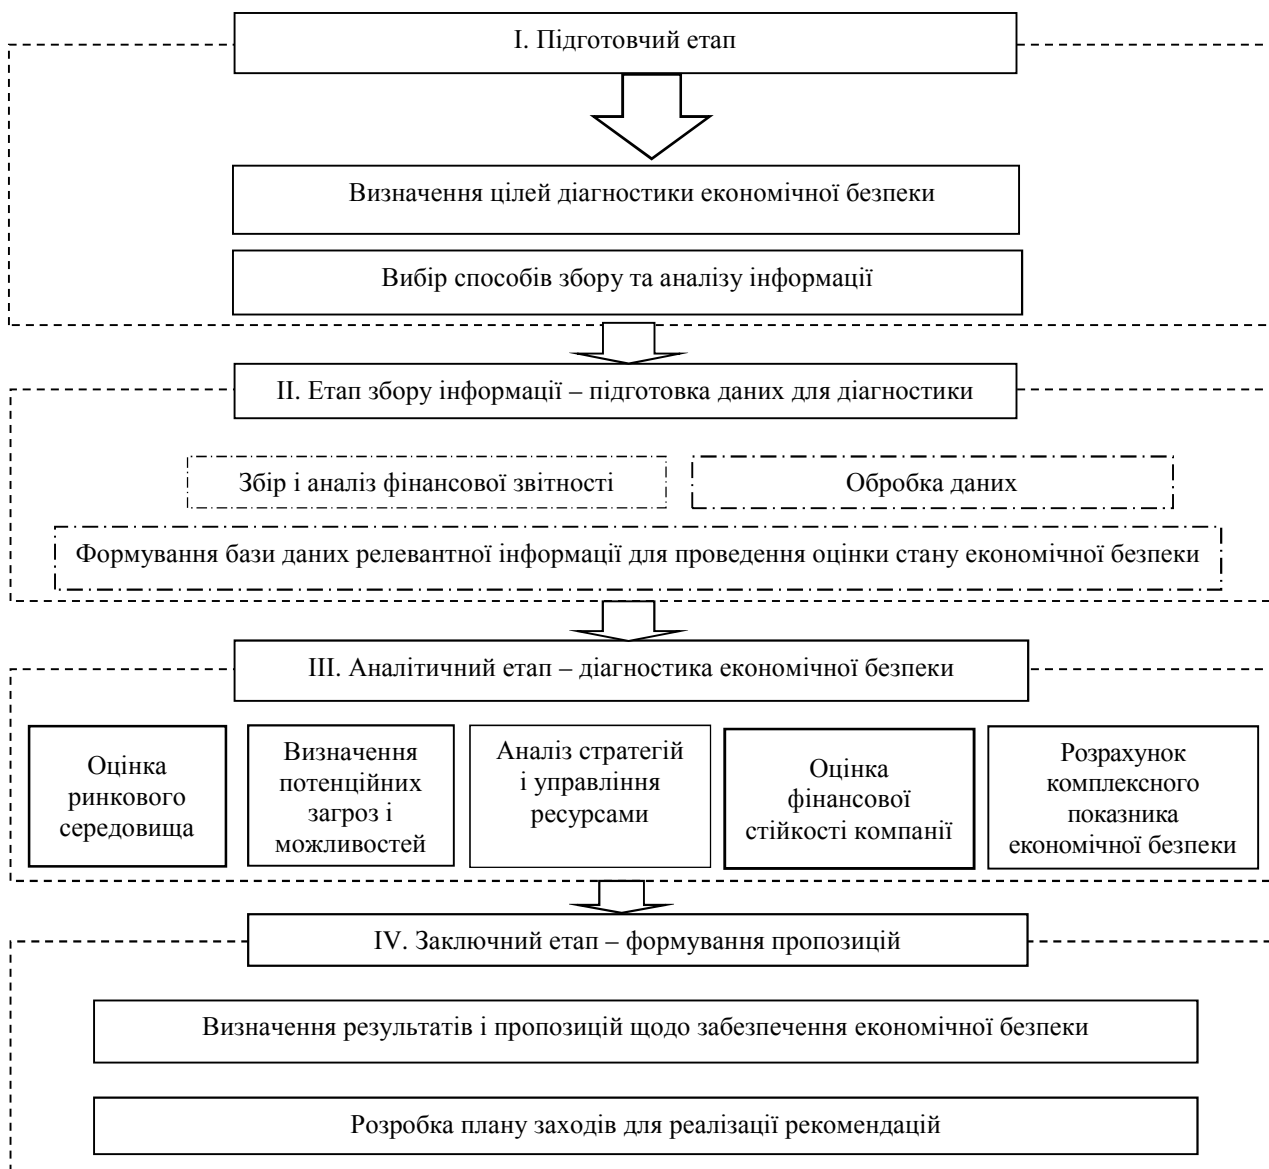 І. Підготовчий етап
Визначення цілей діагностики економічної безпеки
Вибір способів збору та аналізу інформації
ІІ. Етап збору інформації – підготовка даних для діагностики
Збір і аналіз фінансової звітності
Обробка даних
Формування бази даних релевантної інформації для проведення оцінки стану економічної безпеки
ІІІ. Аналітичний етап – діагностика економічної безпеки
Оцінка
ринкового
середовища
Визначення
потенційних
загроз і
можливостей
Аналіз стратегій
і управління
ресурсами
Оцінка
фінансової
стійкості компанії
Розрахунок
комплексного
показника
економічної безпеки
IV. Заключний етап – формування пропозицій
Визначення результатів і пропозицій щодо забезпечення економічної безпеки
Розробка плану заходів для реалізації рекомендацій